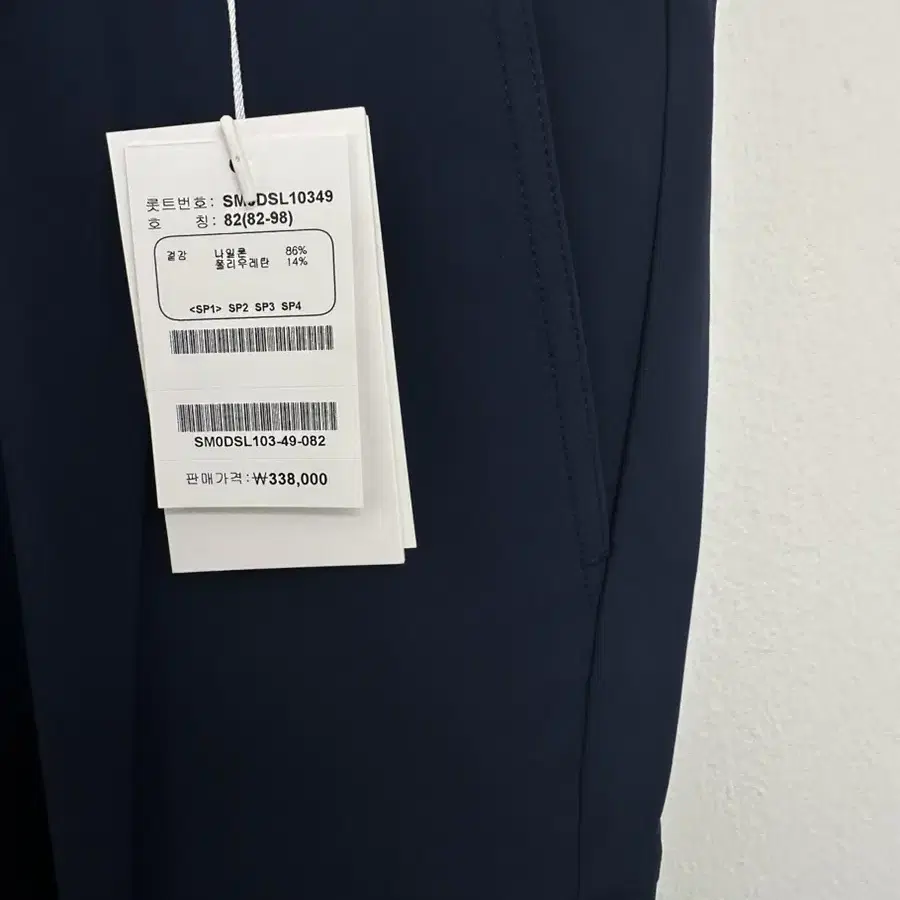 롯트번호: SM0DSL10349
호 칭: 82(82-98)
겉감 나일론 86%
폴리우레탄 14%
<SP1> SP2 SP3 SP4
SM0DSL103-49-082
판매가격:₩338,000